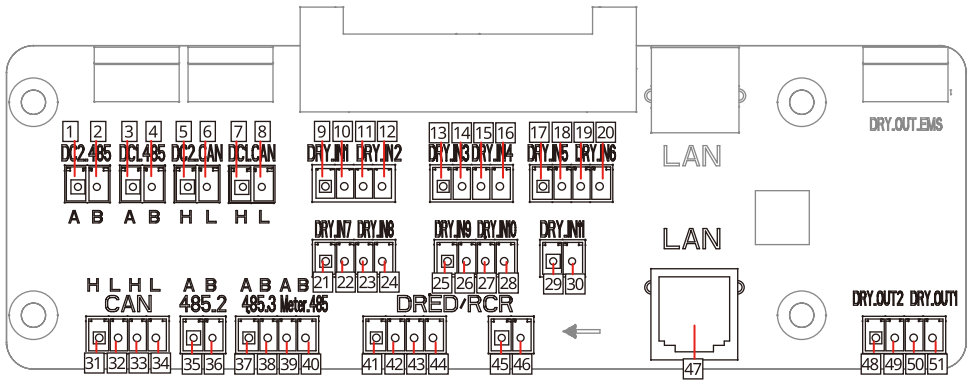 1 2 3 4 5 6 7 8 9 10 11 12 13 14 15 16 17 18 19 20
DC2.485 DC1.485 DC2.CAN DC1.CAN DRY.IN1 DRY.IN2 DRY.IN3 DRY.IN4 DRY.IN5 DRY.IN6 LAN DRY.OUT.EMS
A B A B H L H L
DRY.IN7 DRY.IN8 DRY.IN9 DRY.IN10 DRY.IN11 LAN
21 22 23 24 25 26 27 28 29 30
H L H L A B A B A B
CAN 485.2 485.3 Meter.485 DRED/RCR DRY.OUT2 DRY.OUT1
31 32 33 34 35 36 37 38 39 40 41 42 43 44 45 46 47 48 49 50 51